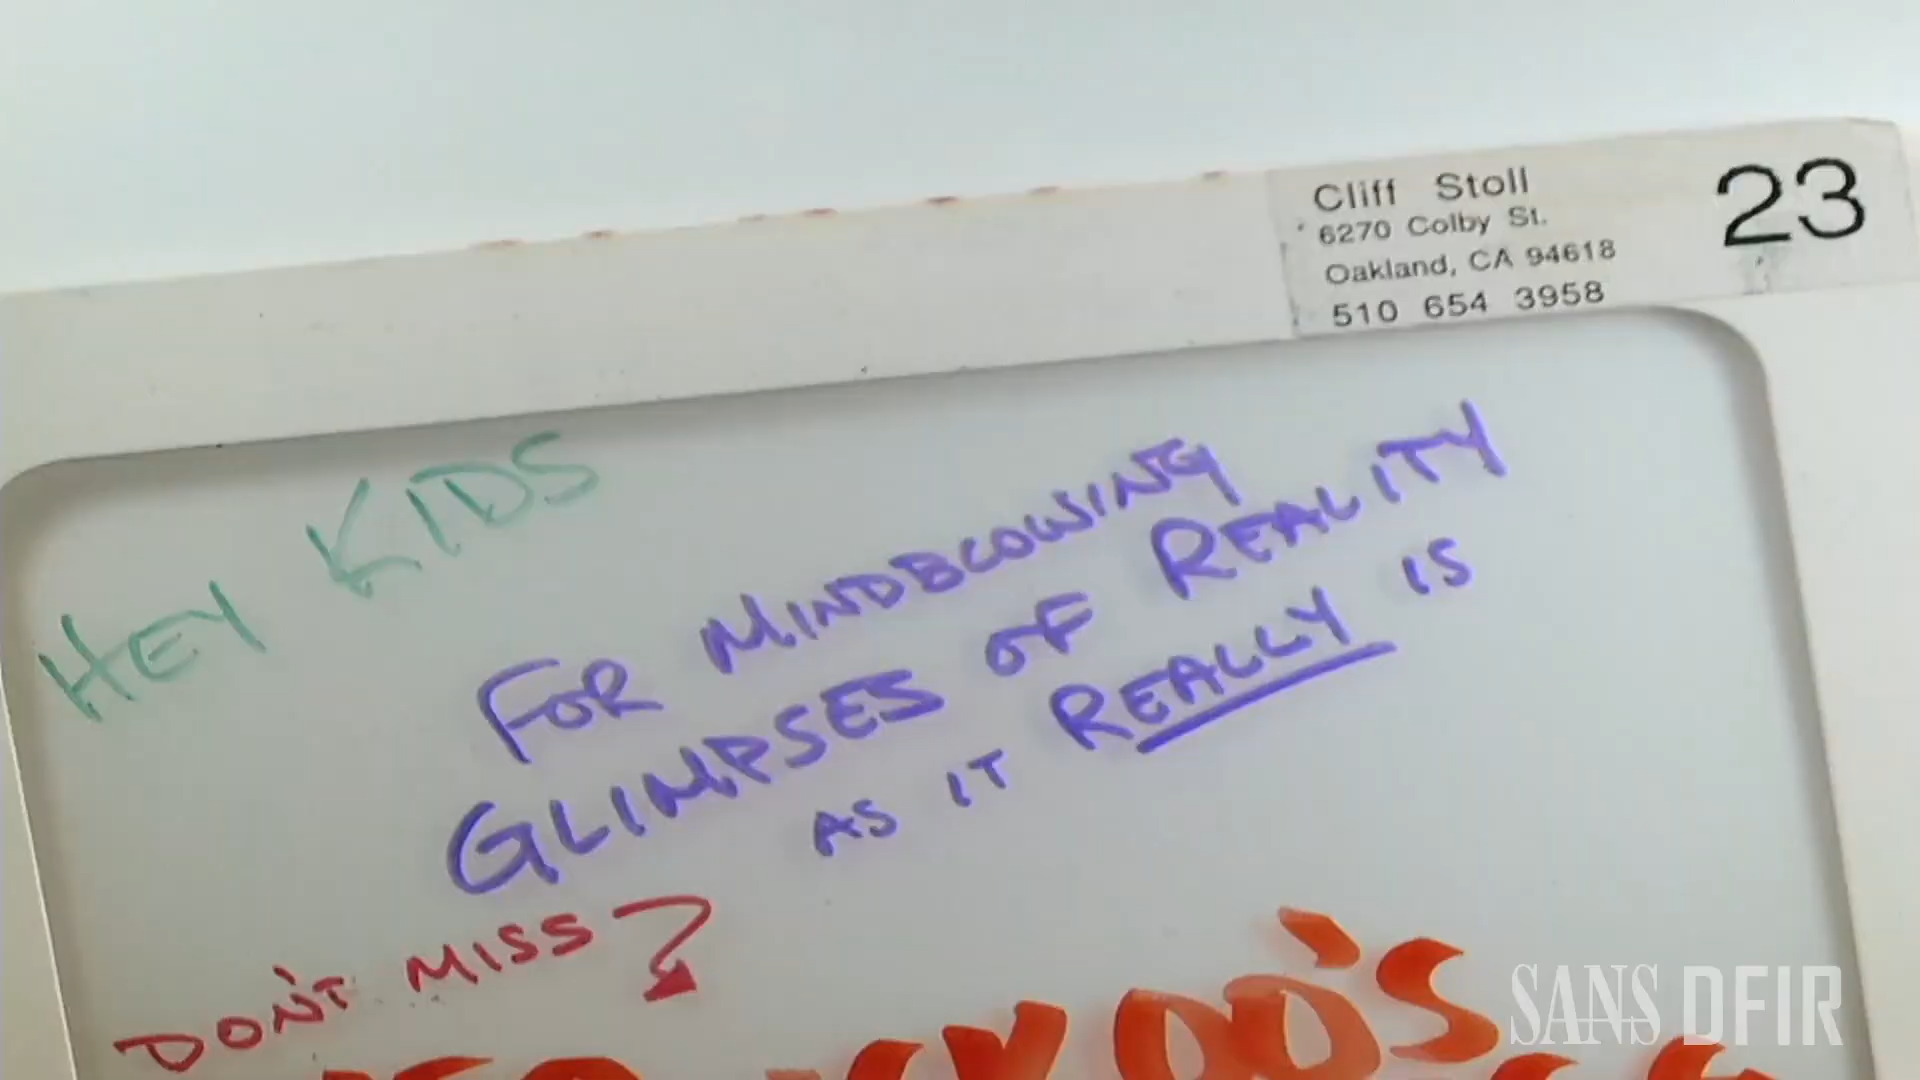 Cliff Stoll
6270 Colby St.
Oakland, CA 94618
510 654 3958
23
HEY KIDS
FOR MINDBLOWING
GLIMPSES OF REALITY
AS IT REALLY IS
DON'T MISS
SANS DFIR